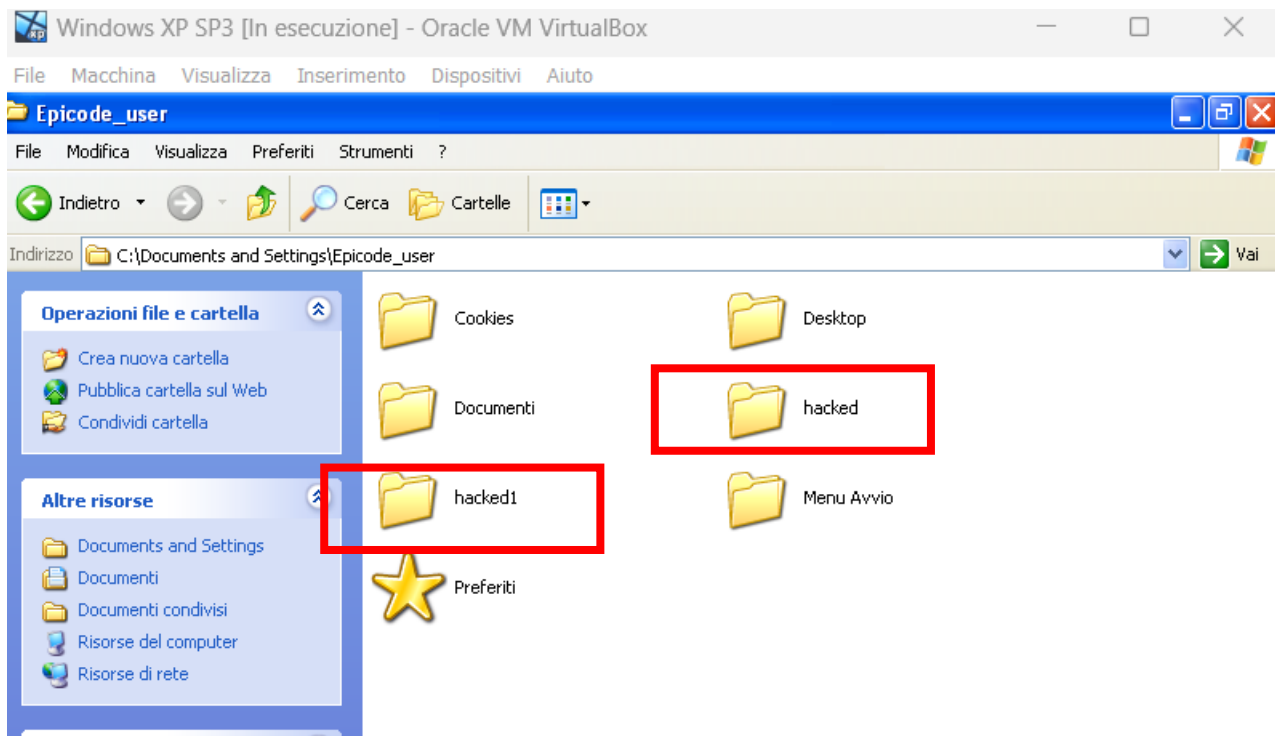 Windows XP SP3 [In esecuzione] - Oracle VM VirtualBox
File Macchina Visualizza Inserimento Dispositivi Aiuto
Epicode_user
File Modifica Visualizza Preferiti Strumenti ?
Indietro Cerca Cartelle
Indirizzo C:\Documents and Settings\Epicode_user Vai
Operazioni file e cartella
Crea nuova cartella
Pubblica cartella sul Web
Condividi cartella
Altre risorse
Documents and Settings
Documenti
Documenti condivisi
Risorse del computer
Risorse di rete
Cookies Desktop
Documenti hacked
hacked1 Menu Avvio
Preferiti